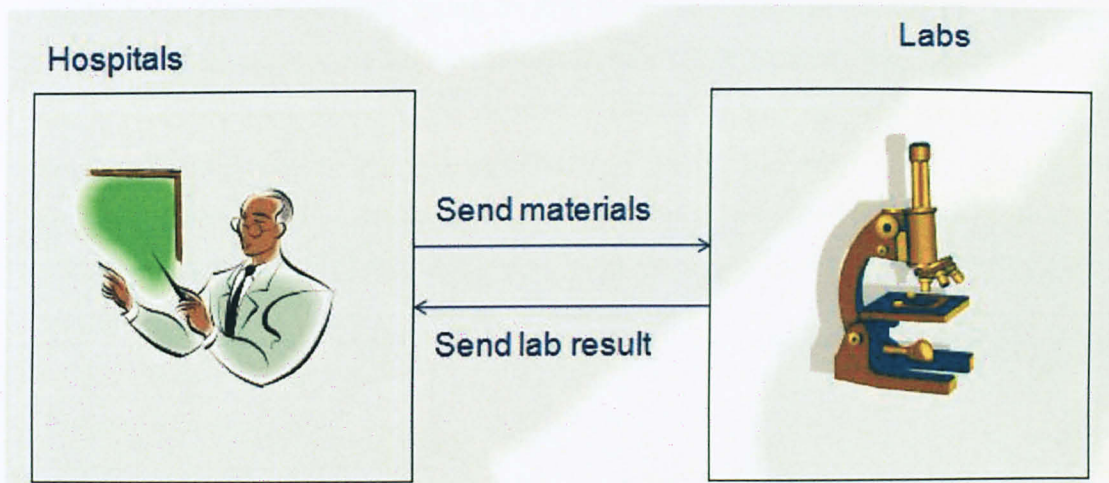 Hospitals
Labs
Send materials
Send lab result